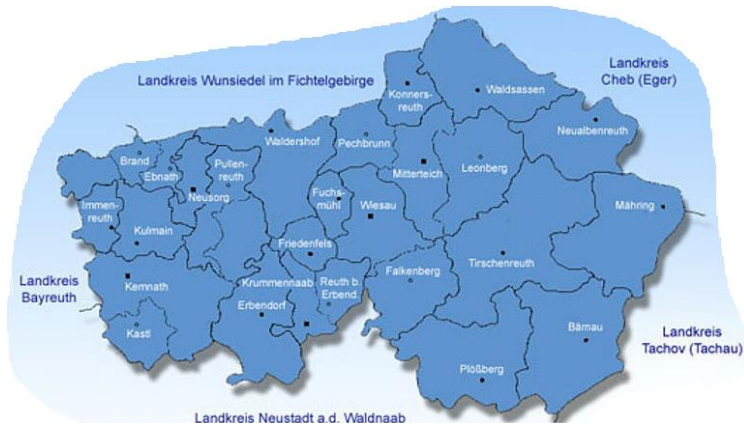 Landkreis
Cheb (Eger)
Landkreis Wunsiedel im Fichtelgebirge
Konners-
reuth
Waldsassen
Neualbenreuth
Waldershof
Pechbrunn
Brand
Ebnath
Pullen-
reuth
Mitterteich
Leonberg
Neusorg
Fuchs-
mühl
Wiesau
Immen-
reuth
Mähring
Kulmain
Friedenfels
Tirschenreuth
Landkreis
Bayreuth
Kemnath
Krummennaab
Reuth b.
Erbend
Falkenberg
Erbendorf
Kastl
Bärnau
Landkreis
Tachov (Tachau)
Plößberg
Landkreis Neustadt a.d. Waldnaab